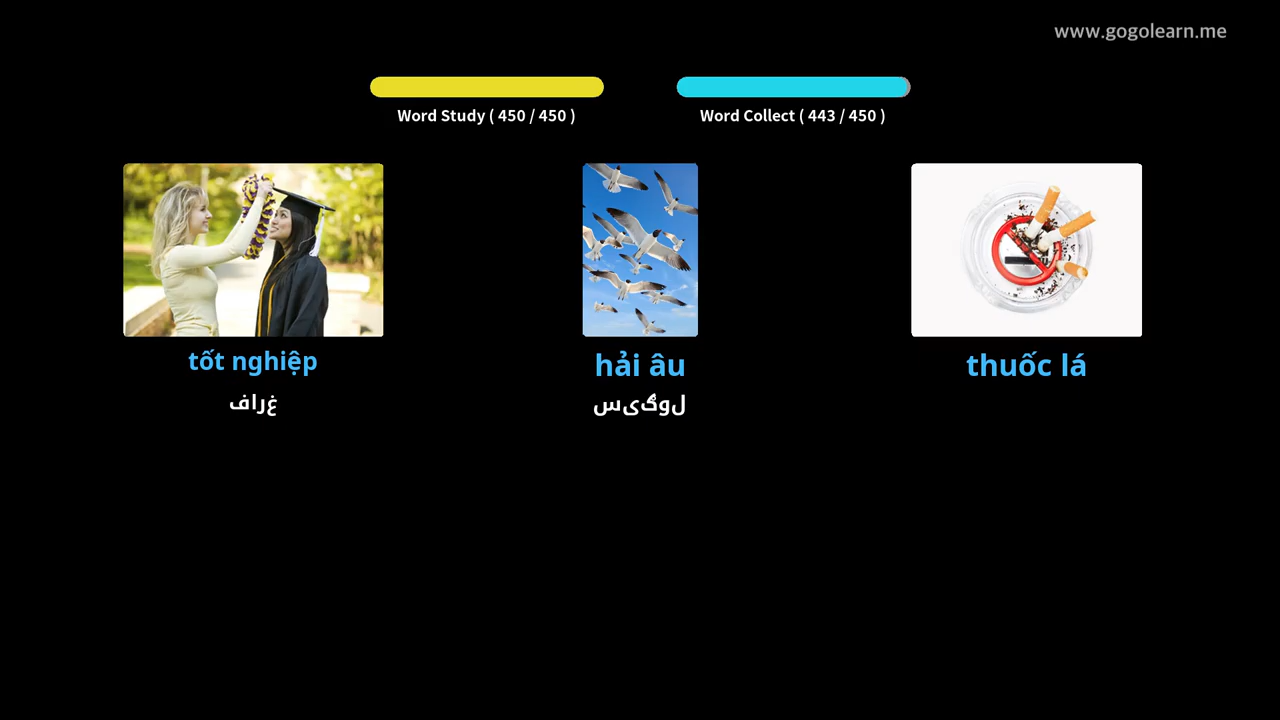 www.gogolearn.me
Word Study ( 450 / 450 )
Word Collect ( 443 / 450 )
tốt nghiệp
غراف
hải âu
لوگیس
thuốc lá